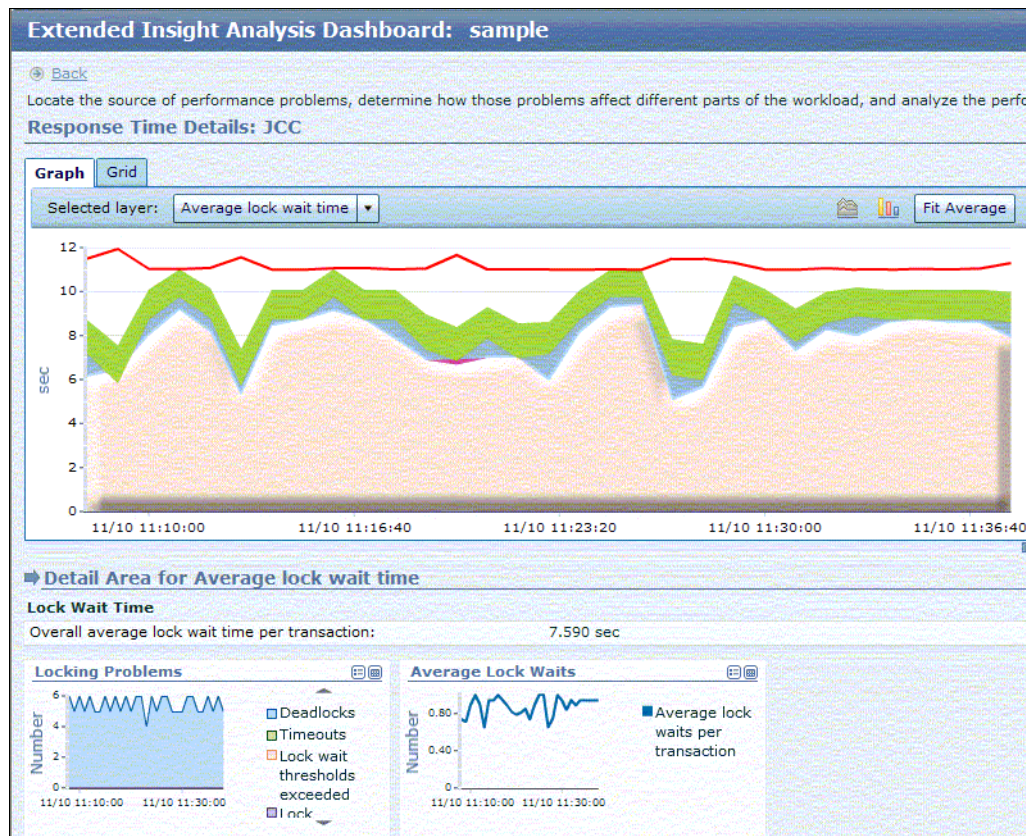 Extended Insight Analysis Dashboard: sample
Back
Locate the source of performance problems, determine how those problems affect different parts of the workload, and analyze the perfo
Response Time Details: JCC
Graph Grid
Selected layer: Average lock wait time Fit Average
12
10
8
6
4
2
0
sec
11/10 11:10:00 11/10 11:16:40 11/10 11:23:20 11/10 11:30:00 11/10 11:36:40
Detail Area for Average lock wait time
Lock Wait Time
Overall average lock wait time per transaction: 7.590 sec
Locking Problems
6
4
2
0
Number
11/10 11:10:00 11/10 11:30:00
Deadlocks
Timeouts
Lock wait
thresholds
exceeded
Lock
Average Lock Waits
0.80
0.40
0
Number
11/10 11:10:00 11/10 11:30:00
Average lock
waits per
transaction